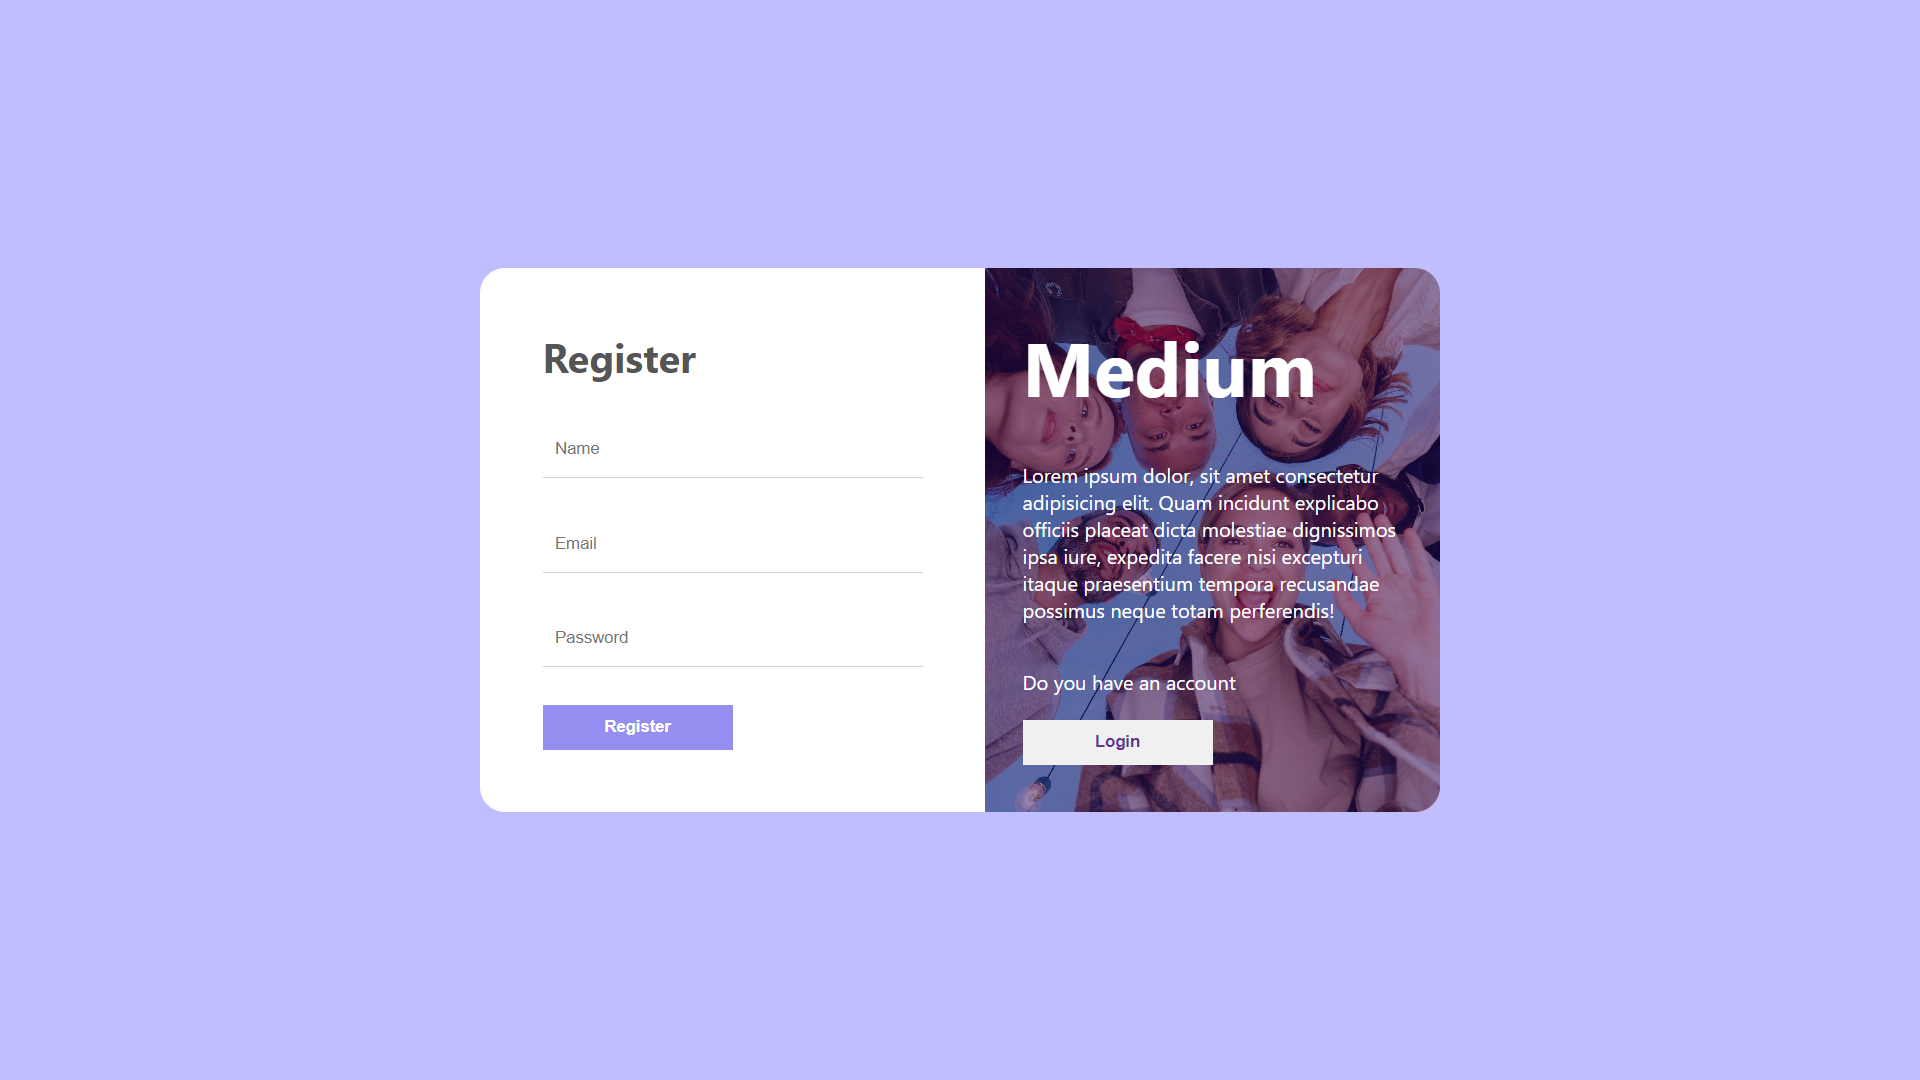 Register
Name
Email
Password
Register
Medium
Lorem ipsum dolor, sit amet consectetur
adipisicing elit. Quam incidunt explicabo
officiis placeat dicta molestiae dignissimos
ipsa iure, expedita facere nisi excepturi
itaque praesentium tempora recusandae
possimus neque totam perferendis!
Do you have an account
Login